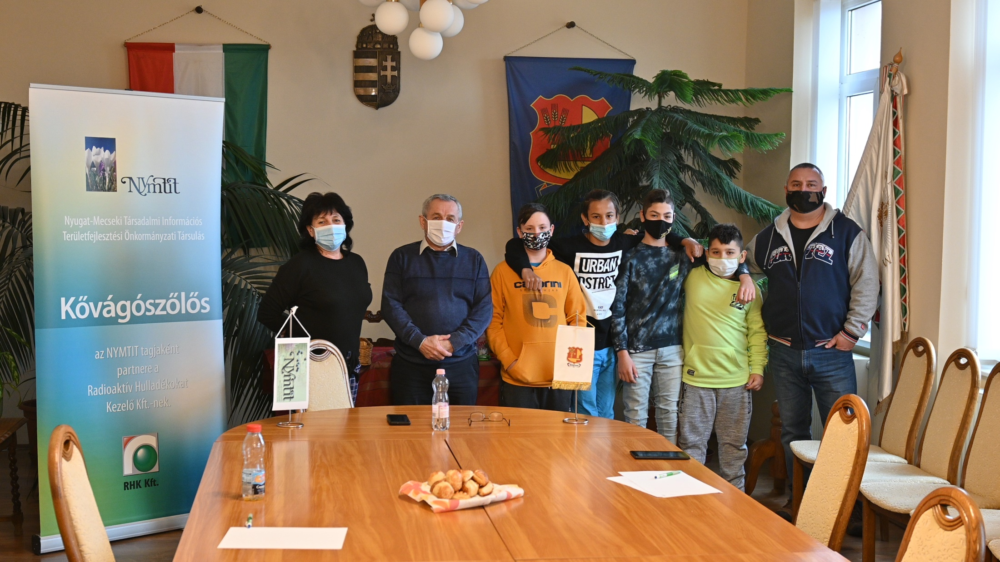 Nymtit
Nyugat-Mecseki Társadalmi Információs
Területfejlesztési Önkormányzati Társulás
Kővágószőlős
az NYMTIT tagjaként
partnere a
Radioaktív Hulladékokat
Kezelő Kft.-nek.
RHK Kft.
Nymtit
URBAN
DSTRCT
SPORTSWEAR
C